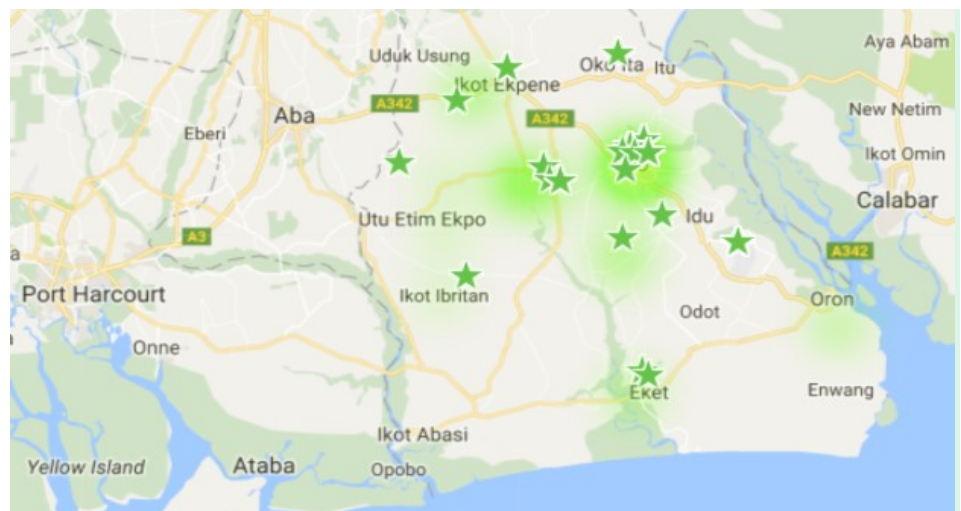 Aya Abam
Uduk Usung
Itu
Ikot Ekpene
A342
New Netim
Aba
A342
Eberi
Ikot Omin
Calabar
Utu Etim Ekpo
Idu
A3
A342
a
Port Harcourt
Ikot Ibritan
Oron
Odot
Onne
Eket
Enwang
Ikot Abasi
Yellow Island
Ataba
Opobo